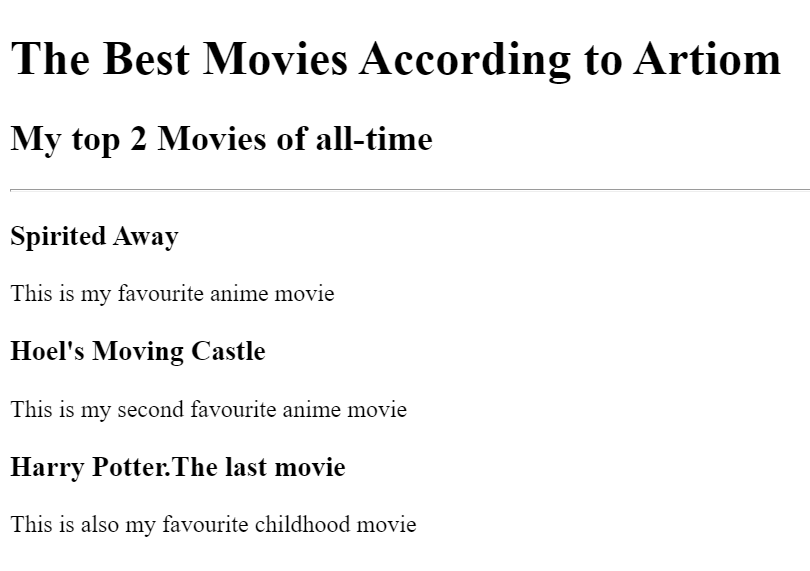 The Best Movies According to Artiom
My top 2 Movies of all-time
Spirited Away
This is my favourite anime movie
Hoel's Moving Castle
This is my second favourite anime movie
Harry Potter.The last movie
This is also my favourite childhood movie